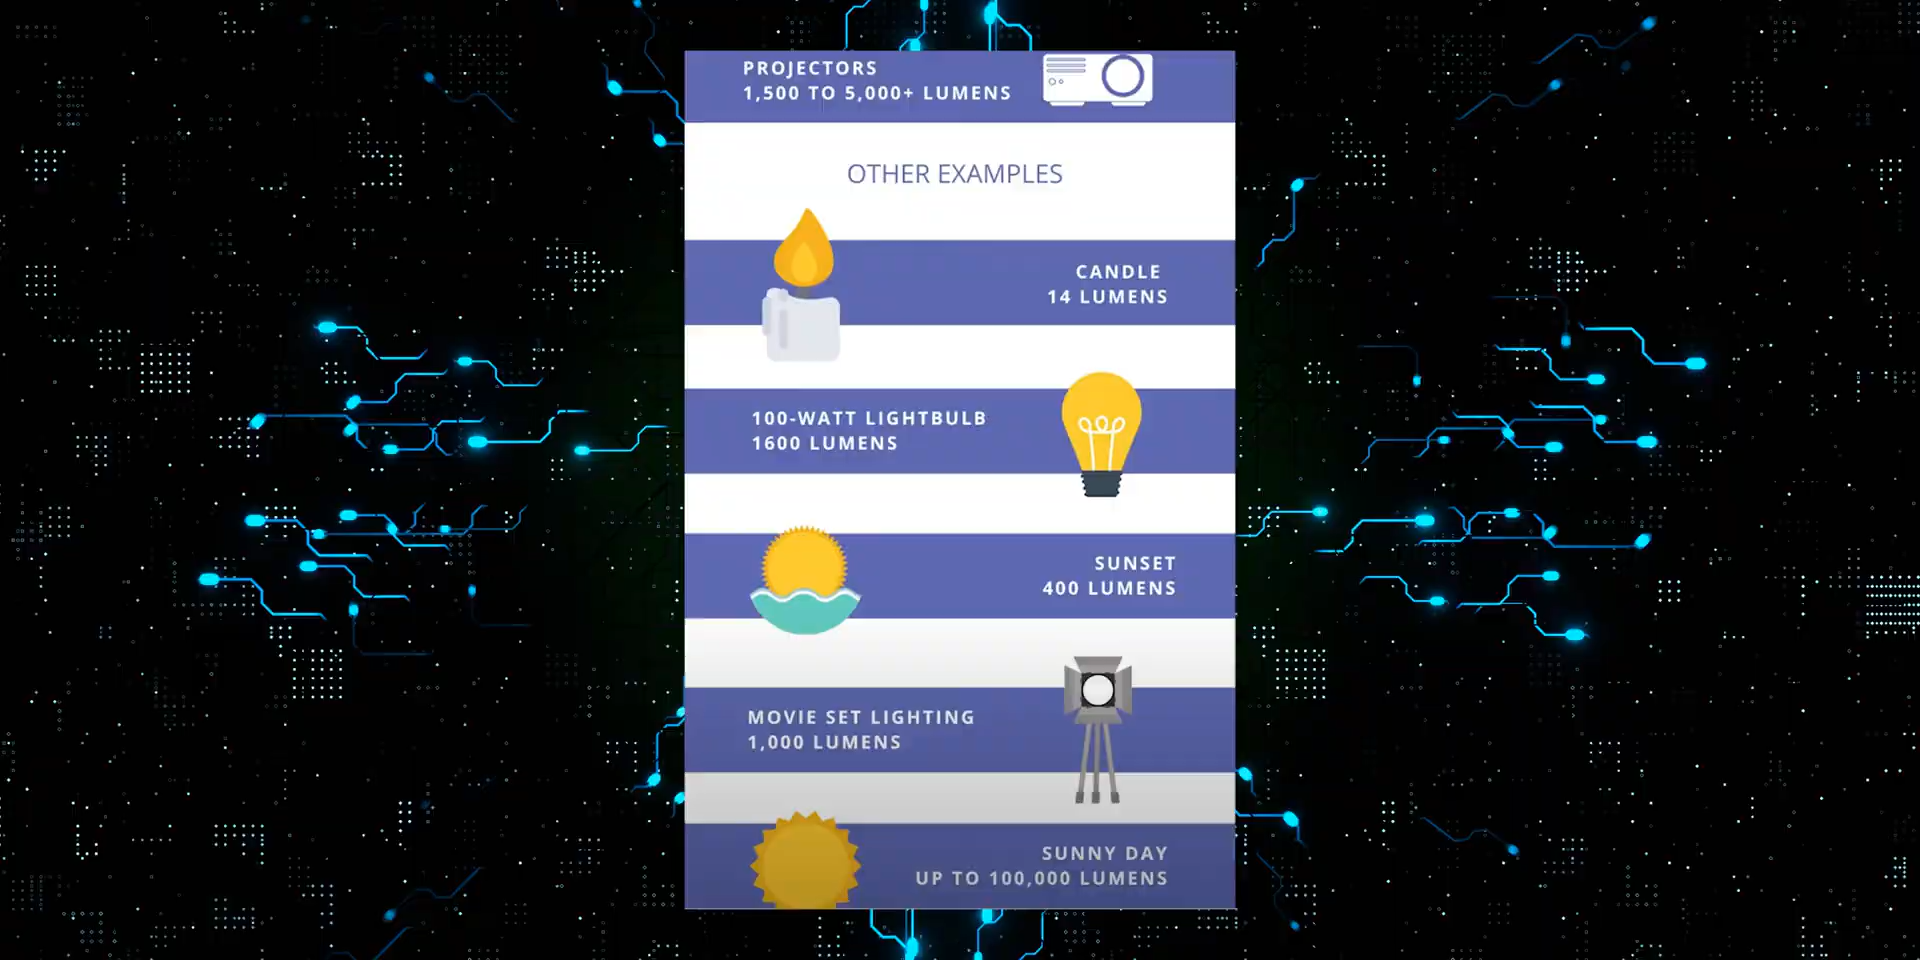 PROJECTORS
1,500 TO 5,000+ LUMENS
OTHER EXAMPLES
CANDLE
14 LUMENS
100-WATT LIGHTBULB
1600 LUMENS
SUNSET
400 LUMENS
MOVIE SET LIGHTING
1,000 LUMENS
SUNNY DAY
UP TO 100,000 LUMENS